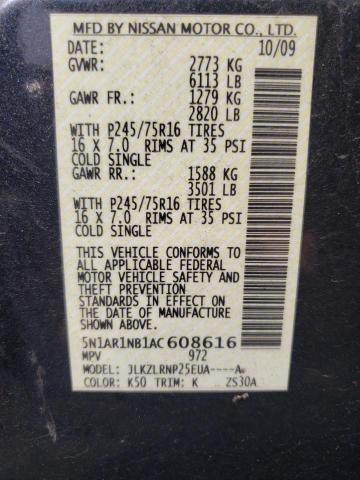 MFD BY NISSAN MOTOR CO., LTD.
DATE: 10/09
GVWR: 2773 KG
6113 LB
GAWR FR.: 1279 KG
2820 LB
WITH P245/75R16 TIRES
16 X 7.0 RIMS AT 35 PSI
COLD SINGLE
GAWR RR.: 1588 KG
3501 LB
WITH P245/75R16 TIRES
16 X 7.0 RIMS AT 35 PSI
COLD SINGLE
THIS VEHICLE CONFORMS TO
ALL APPLICABLE FEDERAL
MOTOR VEHICLE SAFETY AND
THEFT PREVENTION
STANDARDS IN EFFECT ON
THE DATE OF MANUFACTURE
SHOWN ABOVE.
5N1AR1NB1AC608616
MPV 972
MODEL: JLKZLRNP25EUA----A
COLOR: K50 TRIM: K ZS30A